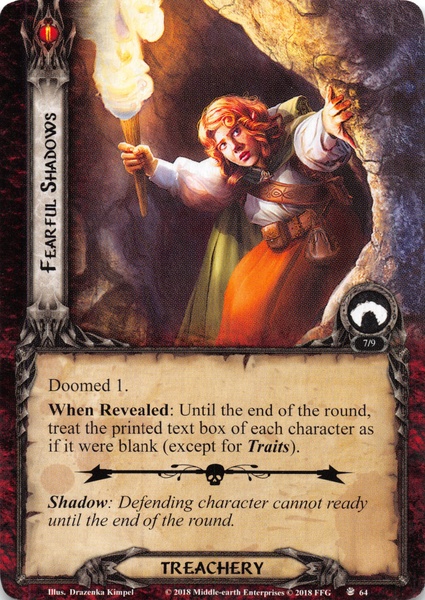 FEARFUL SHADOWS
7/9
Doomed 1.
When Revealed: Until the end of the round,
treat the printed text box of each character as
if it were blank (except for Traits).
Shadow: Defending character cannot ready
until the end of the round.
TREACHERY
Illus. Drazenka Kimpel © 2018 Middle-earth Enterprises © 2018 FFG 64